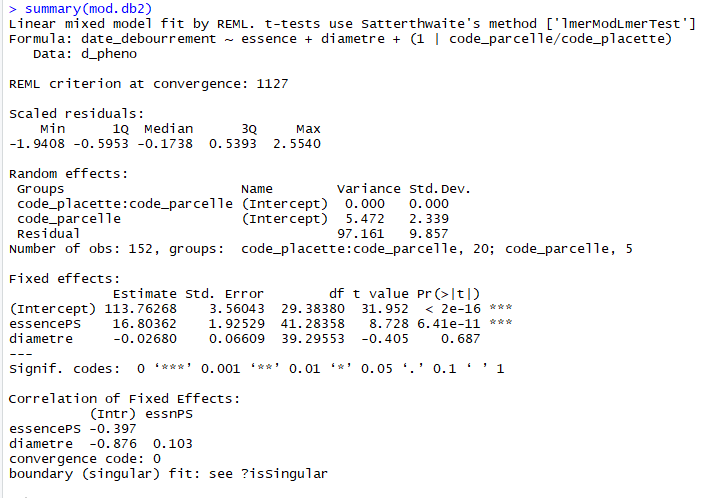 > summary(mod.db2)
Linear mixed model fit by REML. t-tests use Satterthwaite's method ['lmerModLmerTest']
Formula: date_debourrement ~ essence + diametre + (1 | code_parcelle/code_placette)
   Data: d_pheno

REML criterion at convergence: 1127

Scaled residuals:
    Min      1Q  Median      3Q     Max
-1.9408 -0.5953 -0.1738  0.5393  2.5540

Random effects:
 Groups                      Name        Variance Std.Dev.
 code_placette:code_parcelle (Intercept)  0.000   0.000
 code_parcelle               (Intercept)  5.472   2.339
 Residual                                97.161   9.857
Number of obs: 152, groups:  code_placette:code_parcelle, 20; code_parcelle, 5

Fixed effects:
             Estimate Std. Error        df t value Pr(>|t|)
(Intercept) 113.76268    3.56043  29.38380  31.952  < 2e-16 ***
essencePS    16.80362    1.92529  41.28358   8.728 6.41e-11 ***
diametre     -0.02680    0.06609  39.29553  -0.405    0.687
---
Signif. codes:  0 ‘***’ 0.001 ‘**’ 0.01 ‘*’ 0.05 ‘.’ 0.1 ‘ ’ 1

Correlation of Fixed Effects:
          (Intr) essnPS
essencePS -0.397
diametre  -0.876  0.103
convergence code: 0
boundary (singular) fit: see ?isSingular